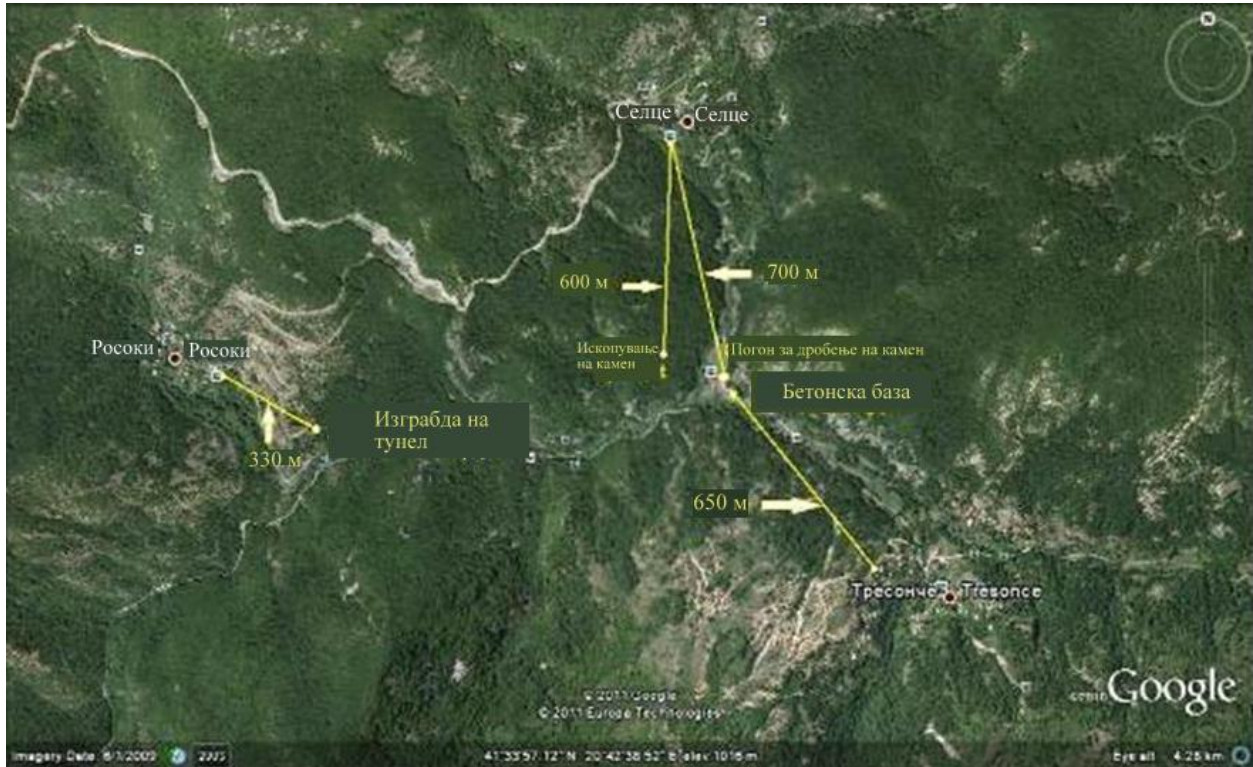 Селце Селце
600 м
700 м
Ископување
на камен
Погон за дробење на камен
Росоки Росоки
Бетонска база
Изграбда на
тунел
330 м
650 м
Тресонче Tresonce
© 2011 Google
© 2011 Europa Technologies
Google
Imagery Date: 6/1/2009
41°33'57.12" N 20°42'38.52" E elev 1016 m
Eye alt 4.28 km